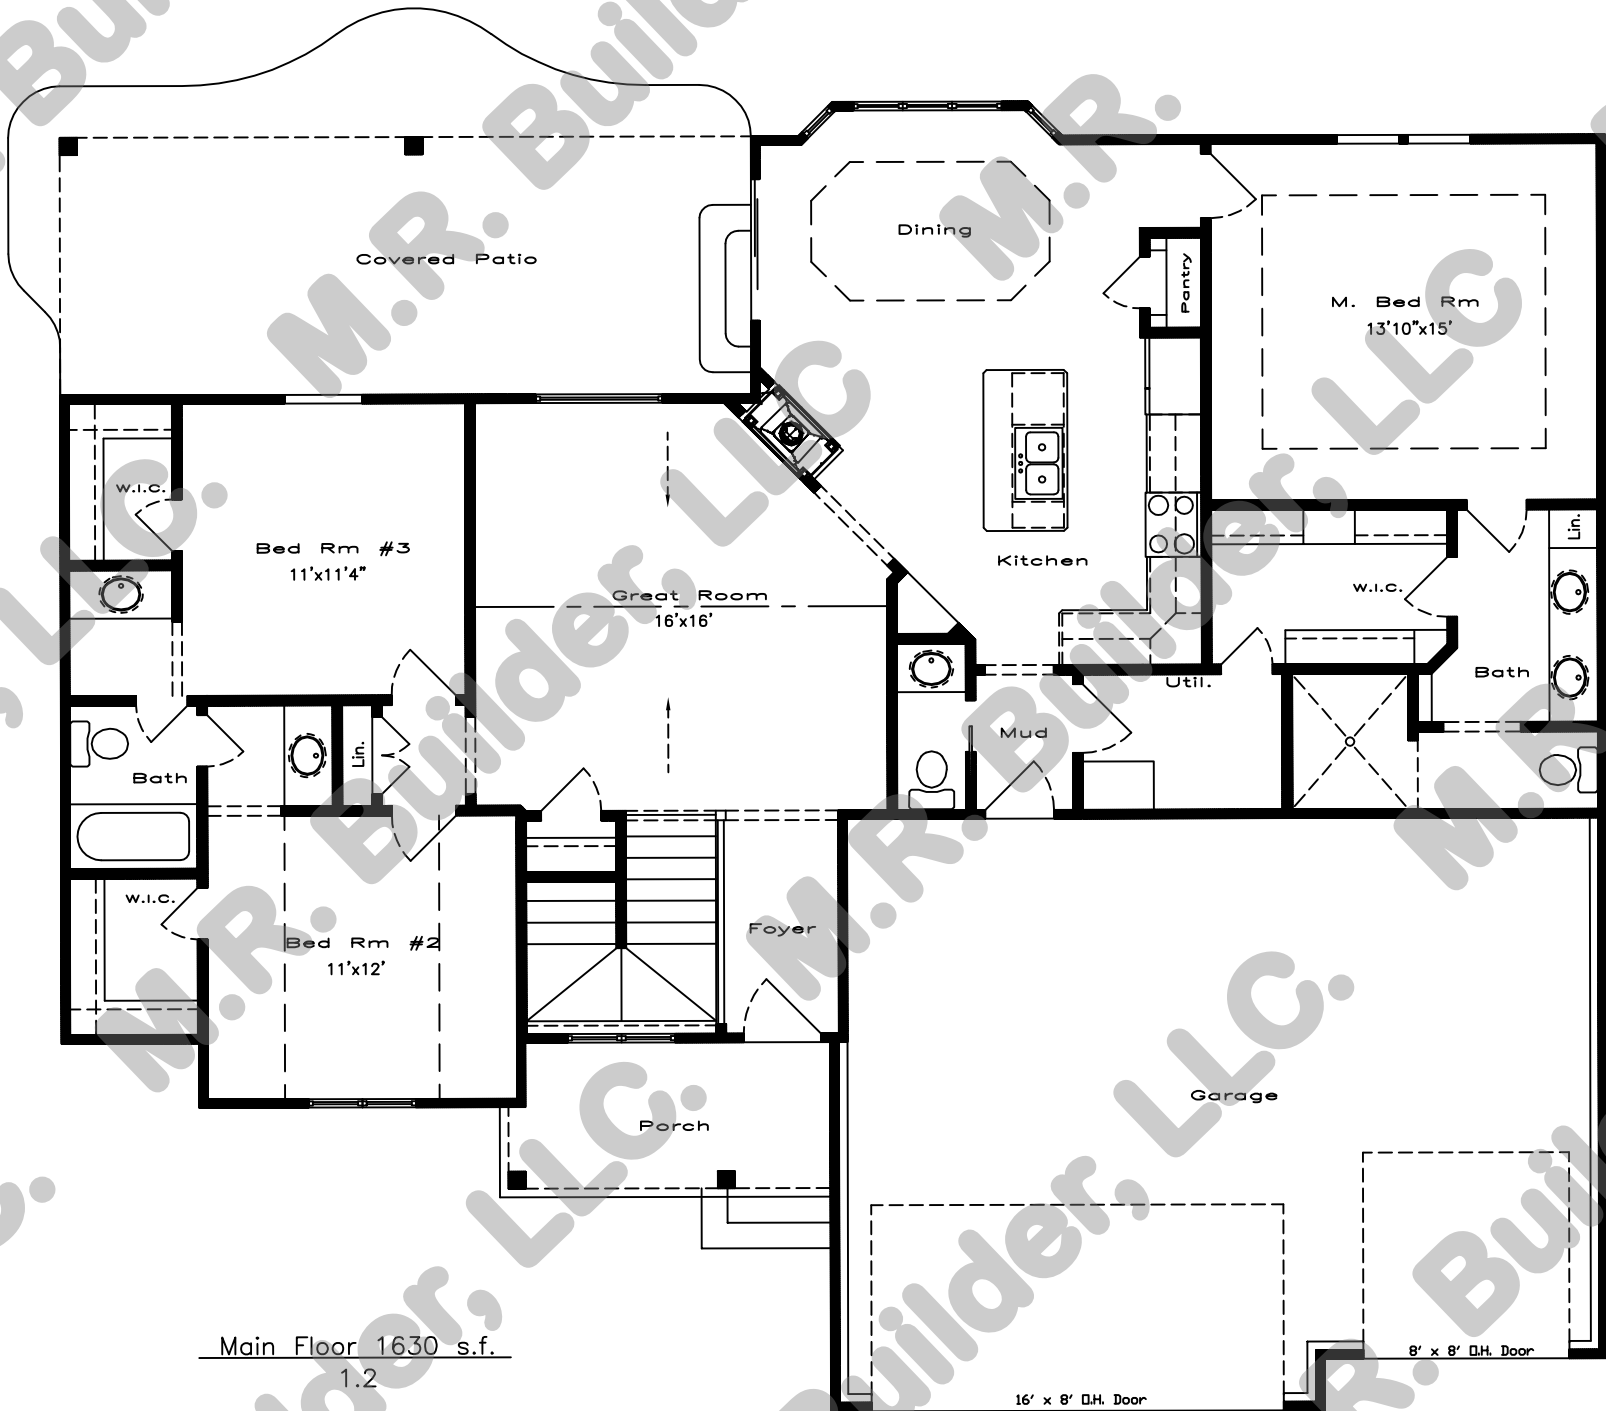 M.R. Builder, LLC.
Covered Patio
Dining
Pantry
M. Bed Rm
13'10"x15'
W.I.C.
Bed Rm #3
11'x11'4"
Great Room
16'x16'
Kitchen
Lin.
W.I.C.
Bath
Util.
Mud
Bath
Lin.
W.I.C.
Bed Rm #2
11'x12'
Foyer
Porch
Garage
Main Floor 1630 s.f.
1.2
8' x 8' O.H. Door
16' x 8' O.H. Door